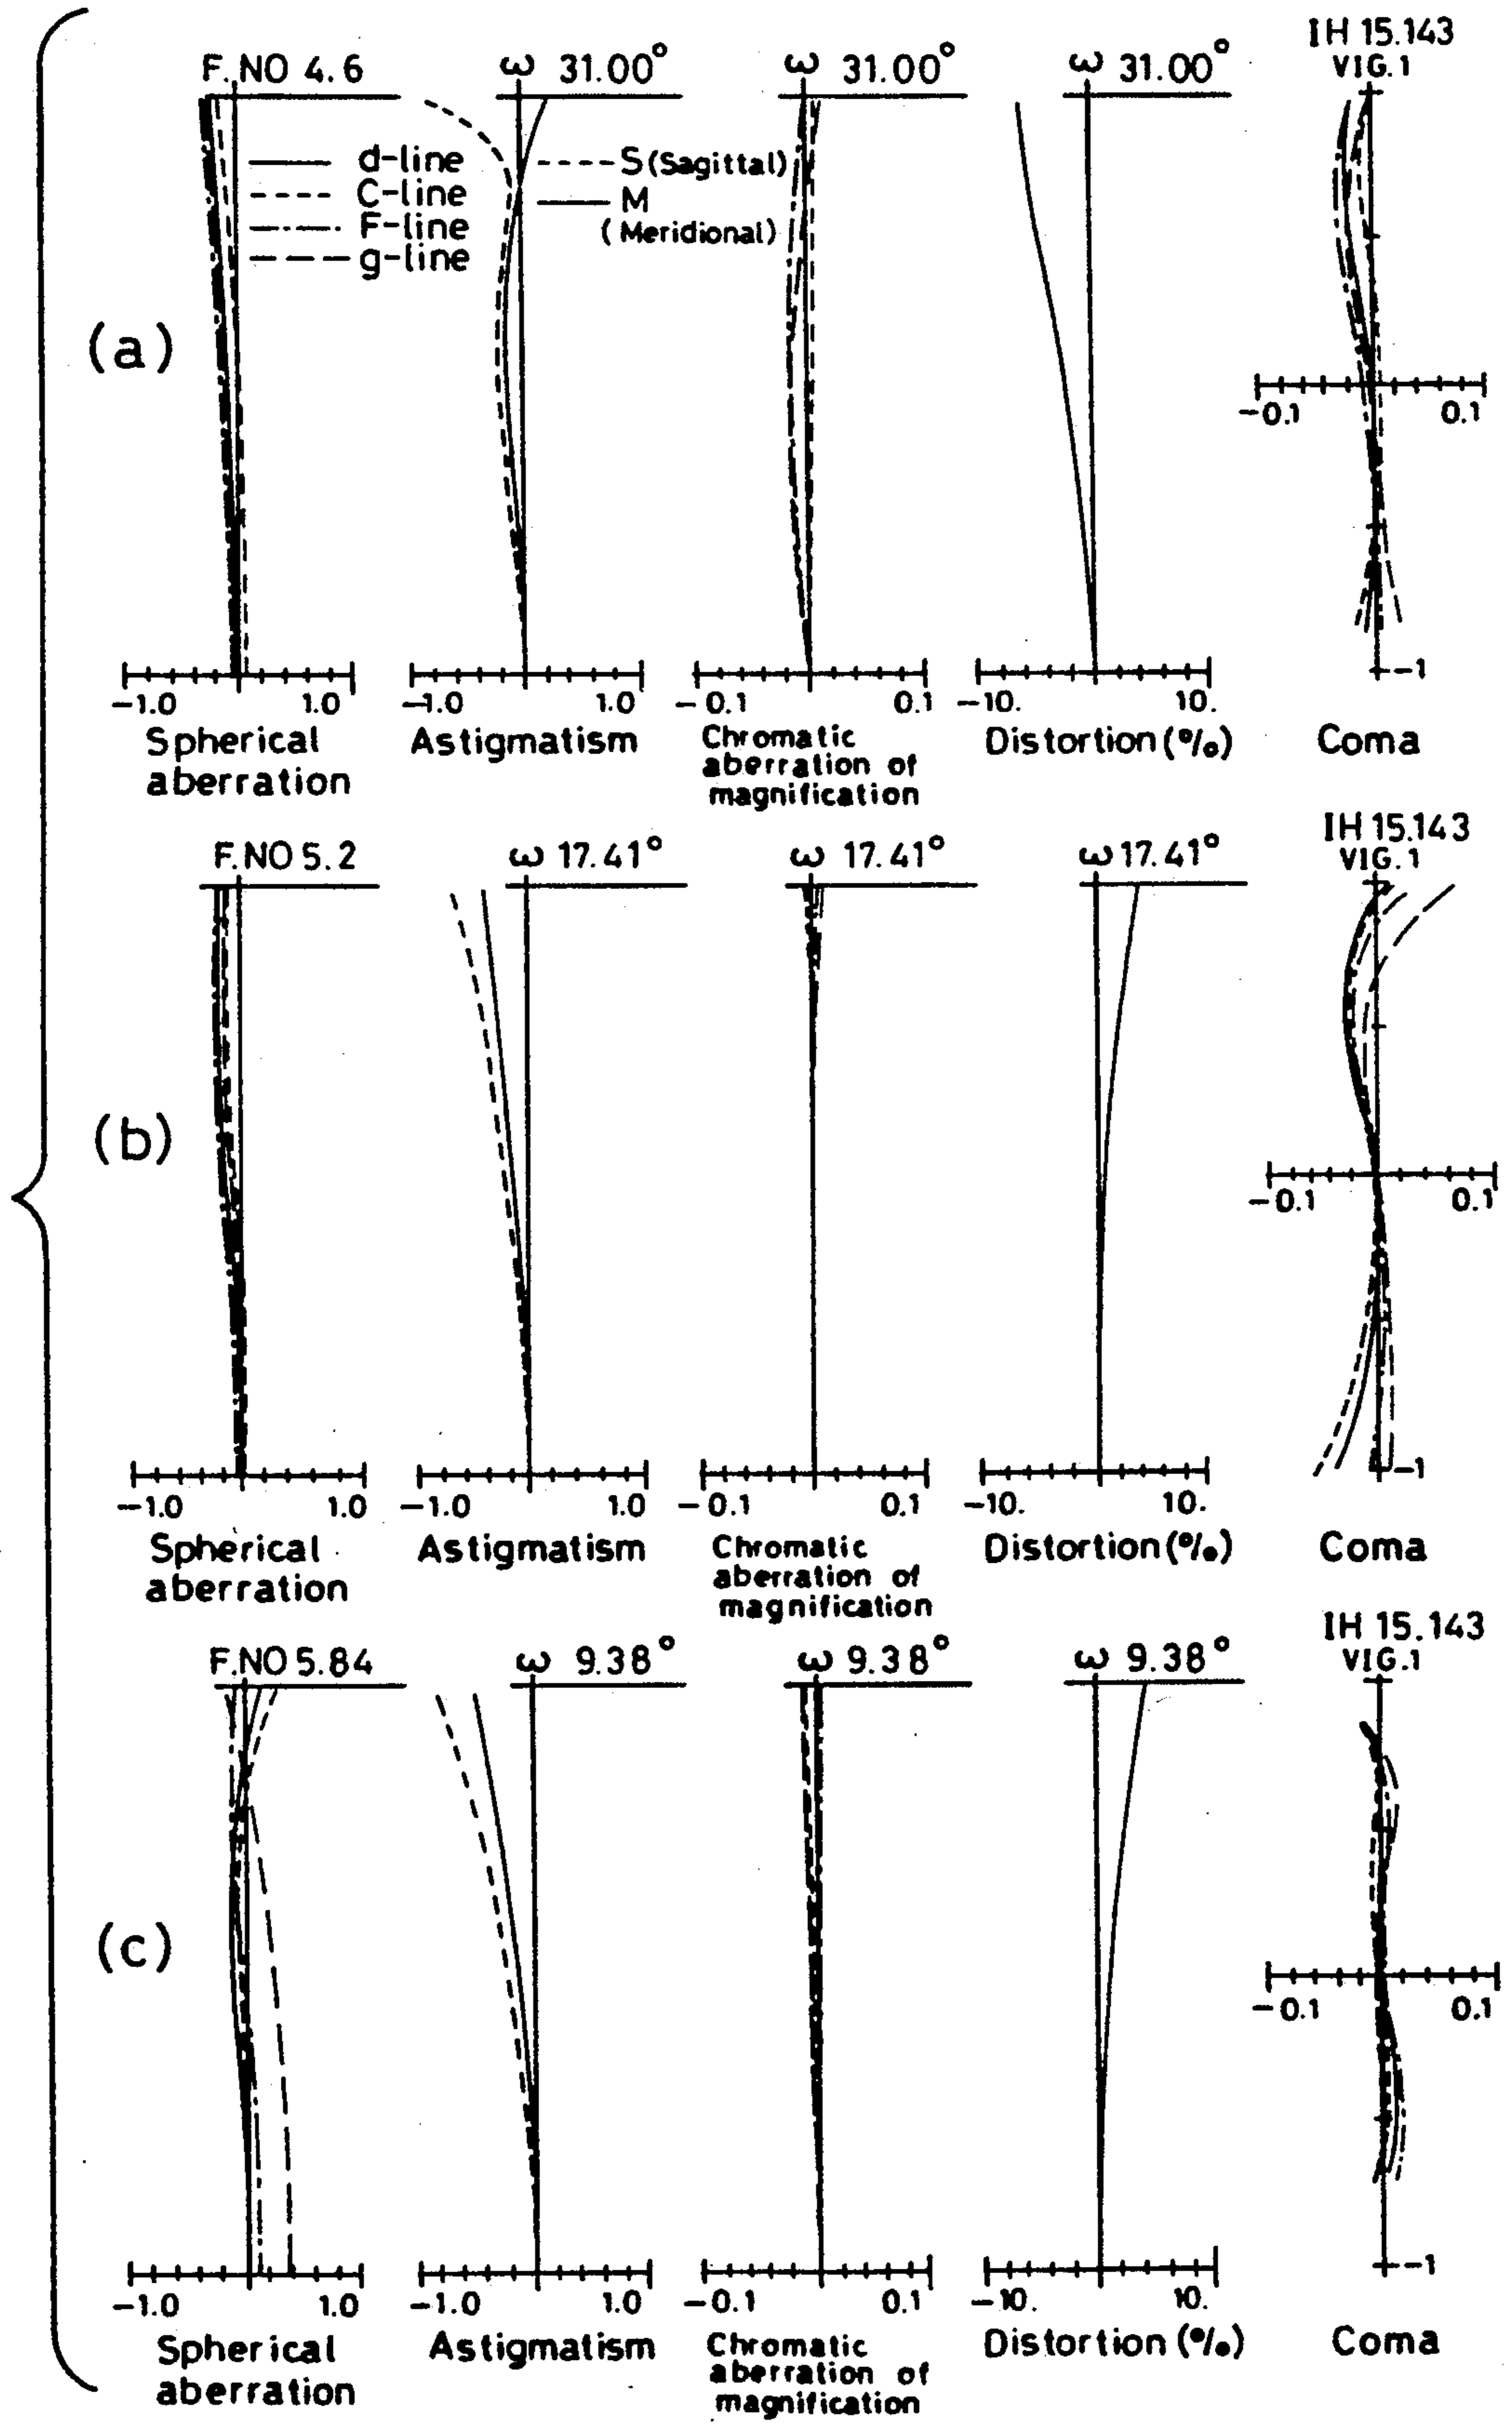 (a)
F.NO 4.6
ω 31.00°
ω 31.00°
ω 31.00°
IH 15.143
VIG.1
d-line
C-line
F-line
g-line
S (Sagittal)
M
(Meridional)
-0.1 0.1
-1
-1.0 1.0
-1.0 1.0
-0.1 0.1
-10. 10.
Spherical
aberration
Astigmatism
Chromatic
aberration of
magnification
Distortion (%)
Coma
(b)
F.NO 5.2
ω 17.41°
ω 17.41°
ω 17.41°
IH 15.143
VIG.1
-0.1 0.1
-1
-1.0 1.0
-1.0 1.0
-0.1 0.1
-10. 10.
Spherical
aberration
Astigmatism
Chromatic
aberration of
magnification
Distortion (%)
Coma
(c)
F.NO 5.84
ω 9.38°
ω 9.38°
ω 9.38°
IH 15.143
VIG.1
-0.1 0.1
-1
-1.0 1.0
-1.0 1.0
-0.1 0.1
-10. 10.
Spherical
aberration
Astigmatism
Chromatic
aberration of
magnification
Distortion (%)
Coma